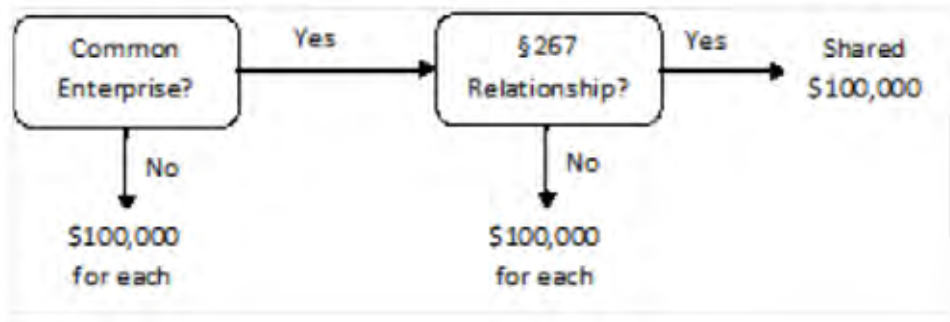 Common
Enterprise?
Yes
§267
Relationship?
Yes
Shared
$100,000
No
$100,000
for each
No
$100,000
for each